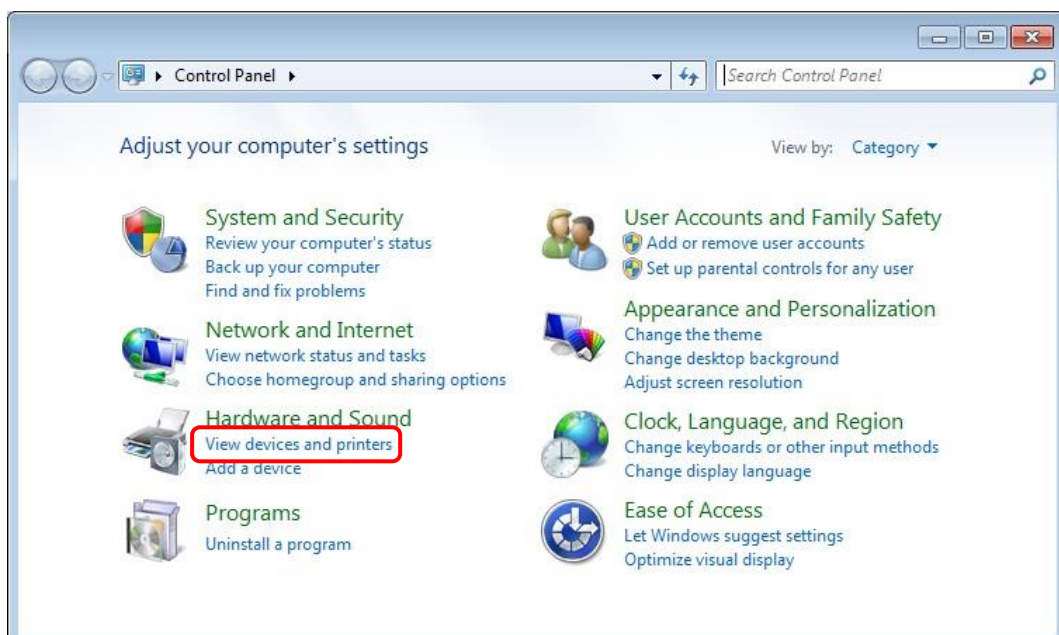 Control Panel
Search Control Panel
Adjust your computer's settings
View by: Category
System and Security
Review your computer's status
Back up your computer
Find and fix problems
Network and Internet
View network status and tasks
Choose homegroup and sharing options
Hardware and Sound
View devices and printers
Add a device
Programs
Uninstall a program
User Accounts and Family Safety
Add or remove user accounts
Set up parental controls for any user
Appearance and Personalization
Change the theme
Change desktop background
Adjust screen resolution
Clock, Language, and Region
Change keyboards or other input methods
Change display language
Ease of Access
Let Windows suggest settings
Optimize visual display